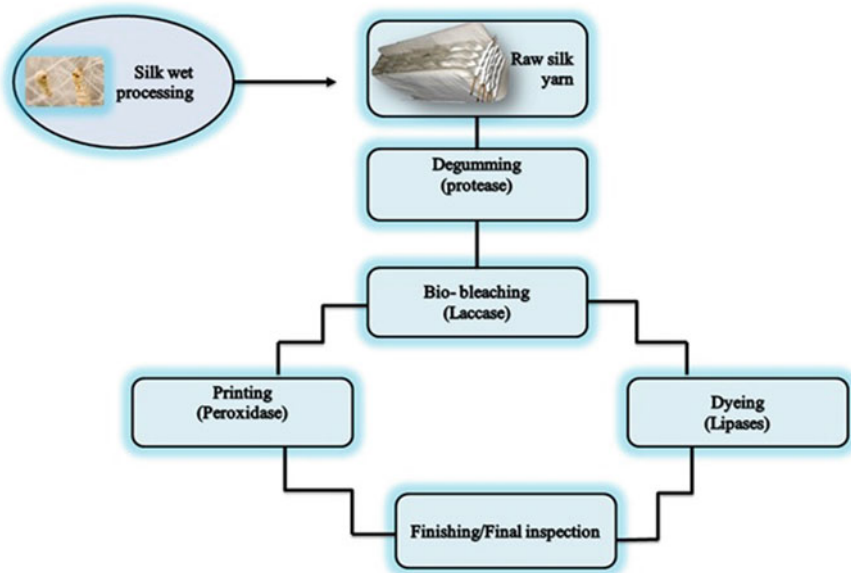 Silk wet
processing
Raw silk
yarn
Degumming
(protease)
Bio- bleaching
(Laccase)
Printing
(Peroxidase)
Dyeing
(Lipases)
Finishing/Final inspection